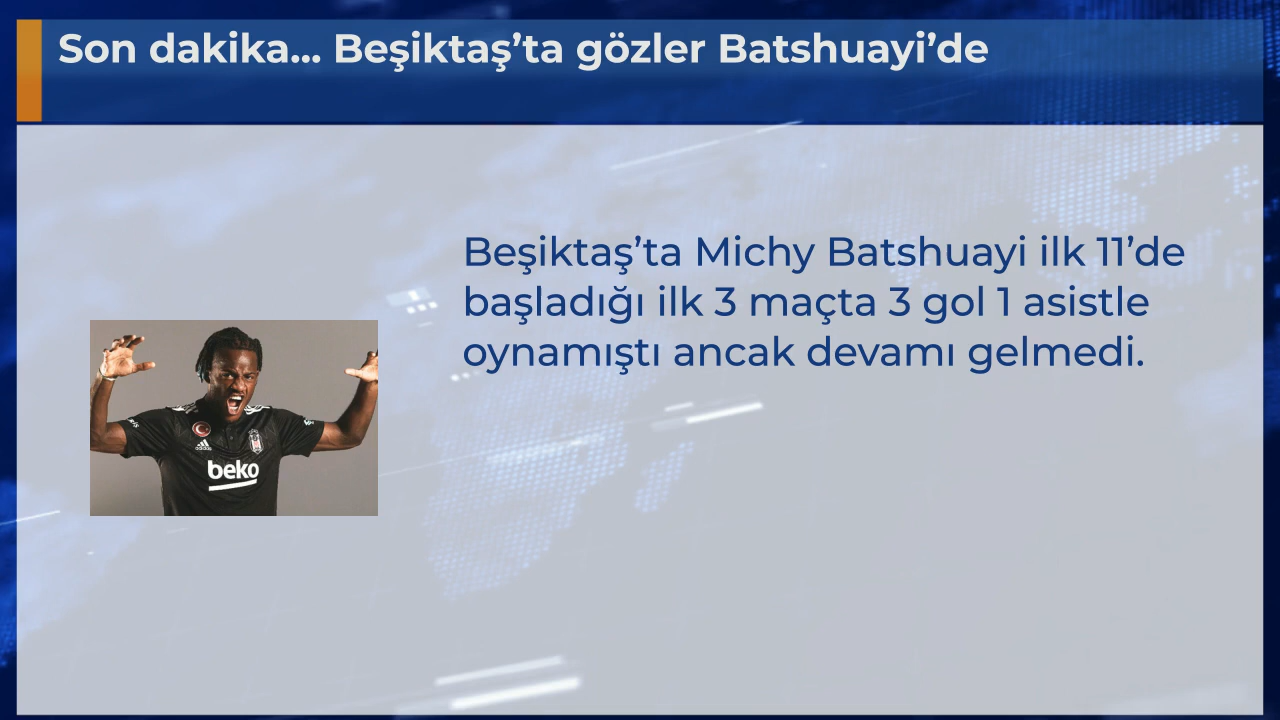 Son dakika... Beşiktaş’ta gözler Batshuayi’de
Beşiktaş’ta Michy Batshuayi ilk 11’de
başladığı ilk 3 maçta 3 gol 1 asistle
oynamıştı ancak devamı gelmedi.
adidas
beko